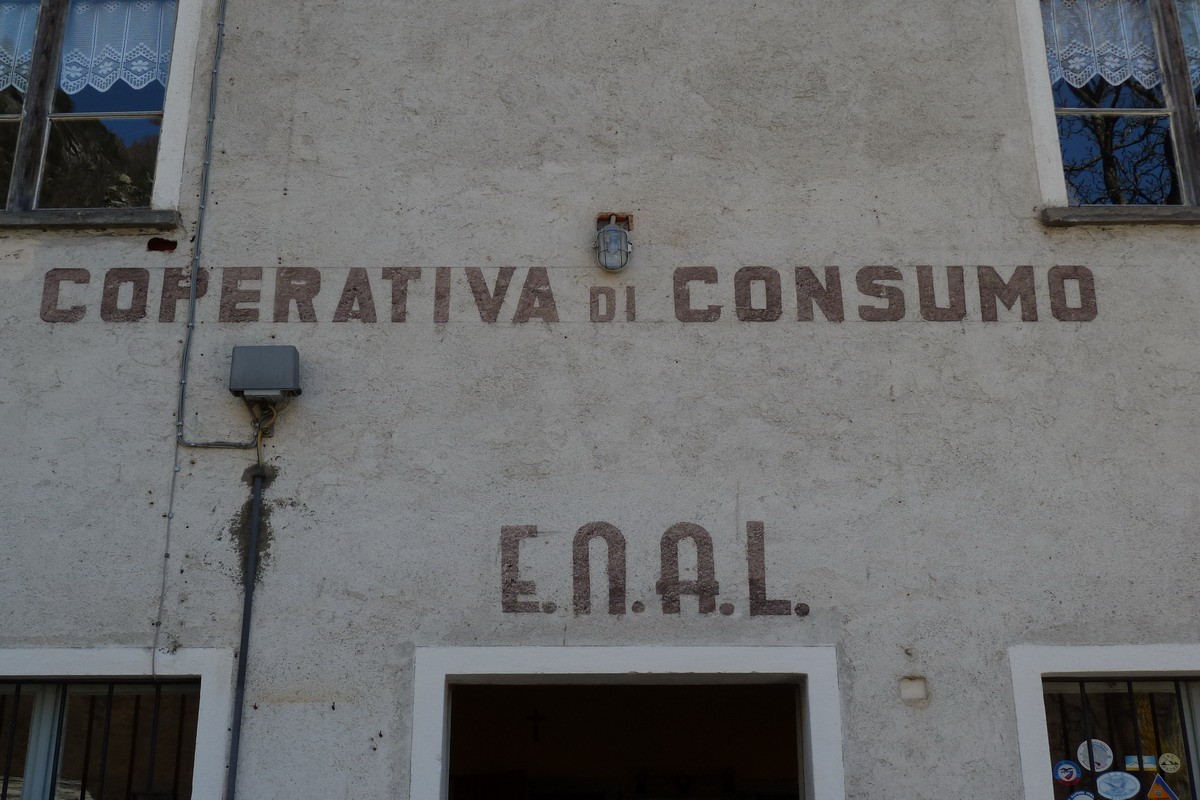 COPERATIVA DI CONSUMO
E.N.A.L.